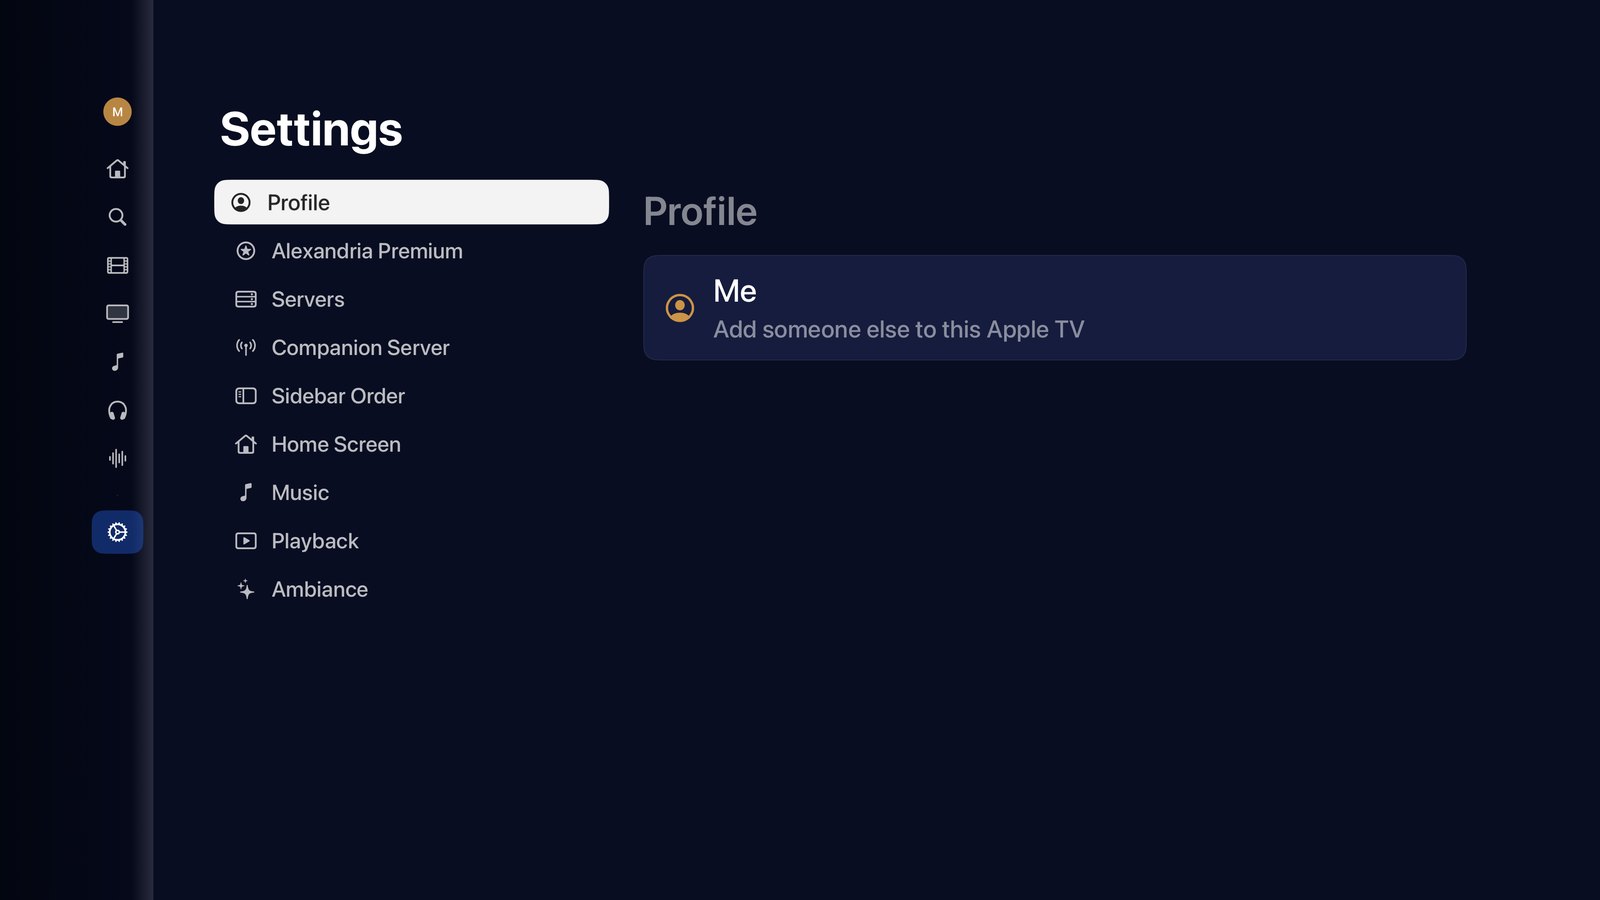 M
Settings
Profile
Alexandria Premium
Servers
Companion Server
Sidebar Order
Home Screen
Music
Playback
Ambiance
Profile
Me
Add someone else to this Apple TV